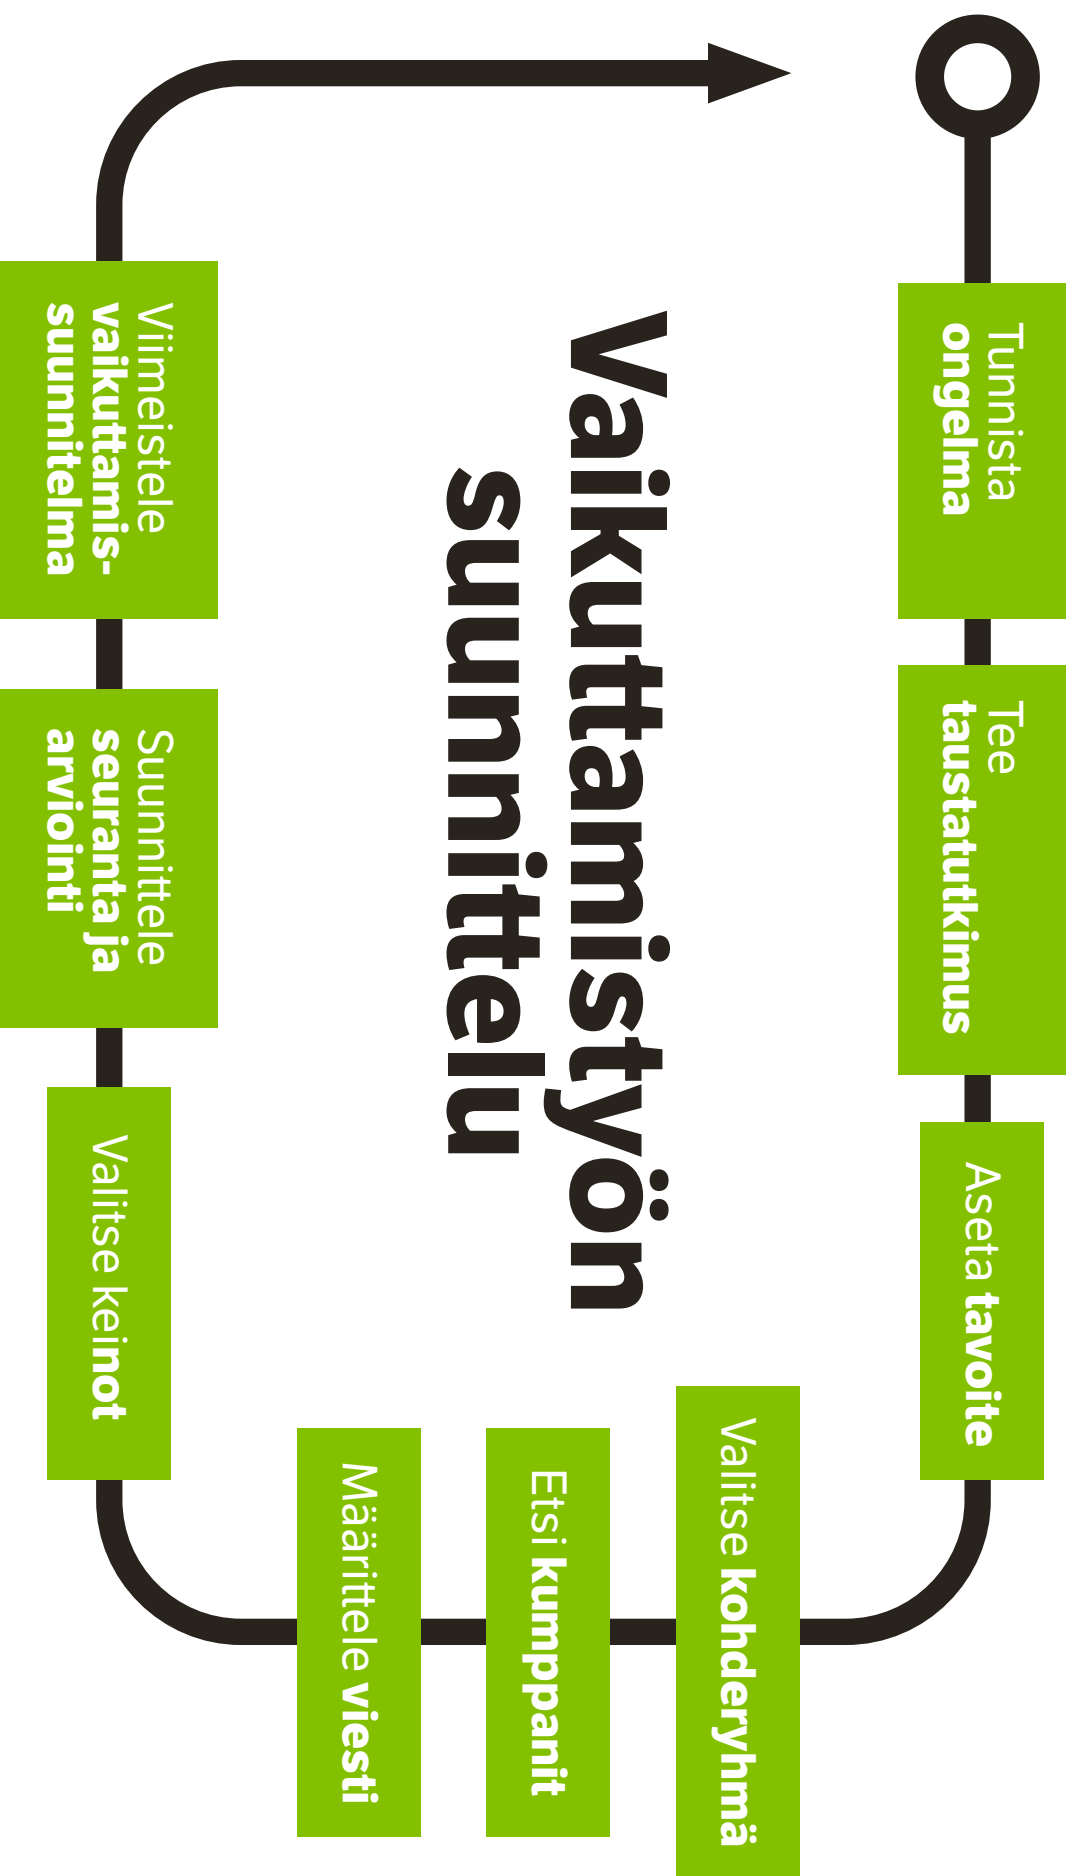 Vaikuttamistyön
suunnittelu
Tunnista
ongelma
Tee
taustatutkimus
Aseta tavoite
Valitse kohderyhmä
Etsi kumppanit
Määrittele viesti
Valitse keinot
Suunnittele
seuranta ja
arviointi
Viimeistele
vaikuttamis-
suunnitelma